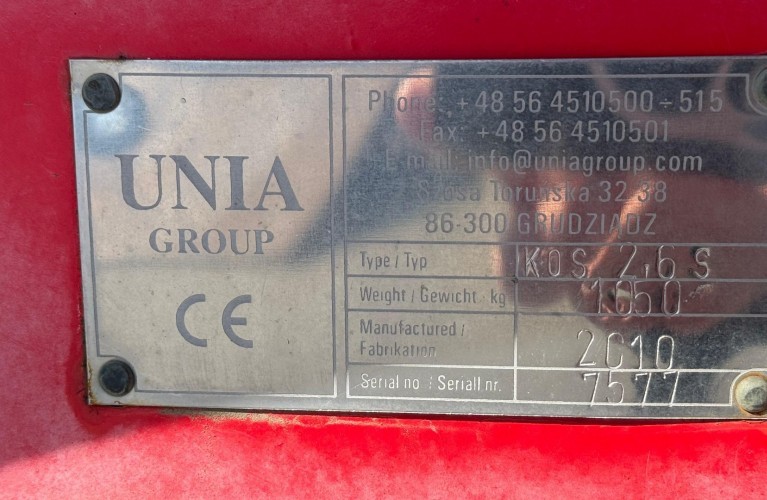 UNIA
GROUP
CE
Phone: +48 56 4510500÷515
Fax: +48 56 4510501
E-mail: info@uniagroup.com
Szosa Toruńska 32-38
86-300 GRUDZIĄDZ
Type / Typ KOS 2,6 S
Weight / Gewicht kg 1050
Manufactured / Fabrikation 2010
Serial no / Seriall nr. 7577